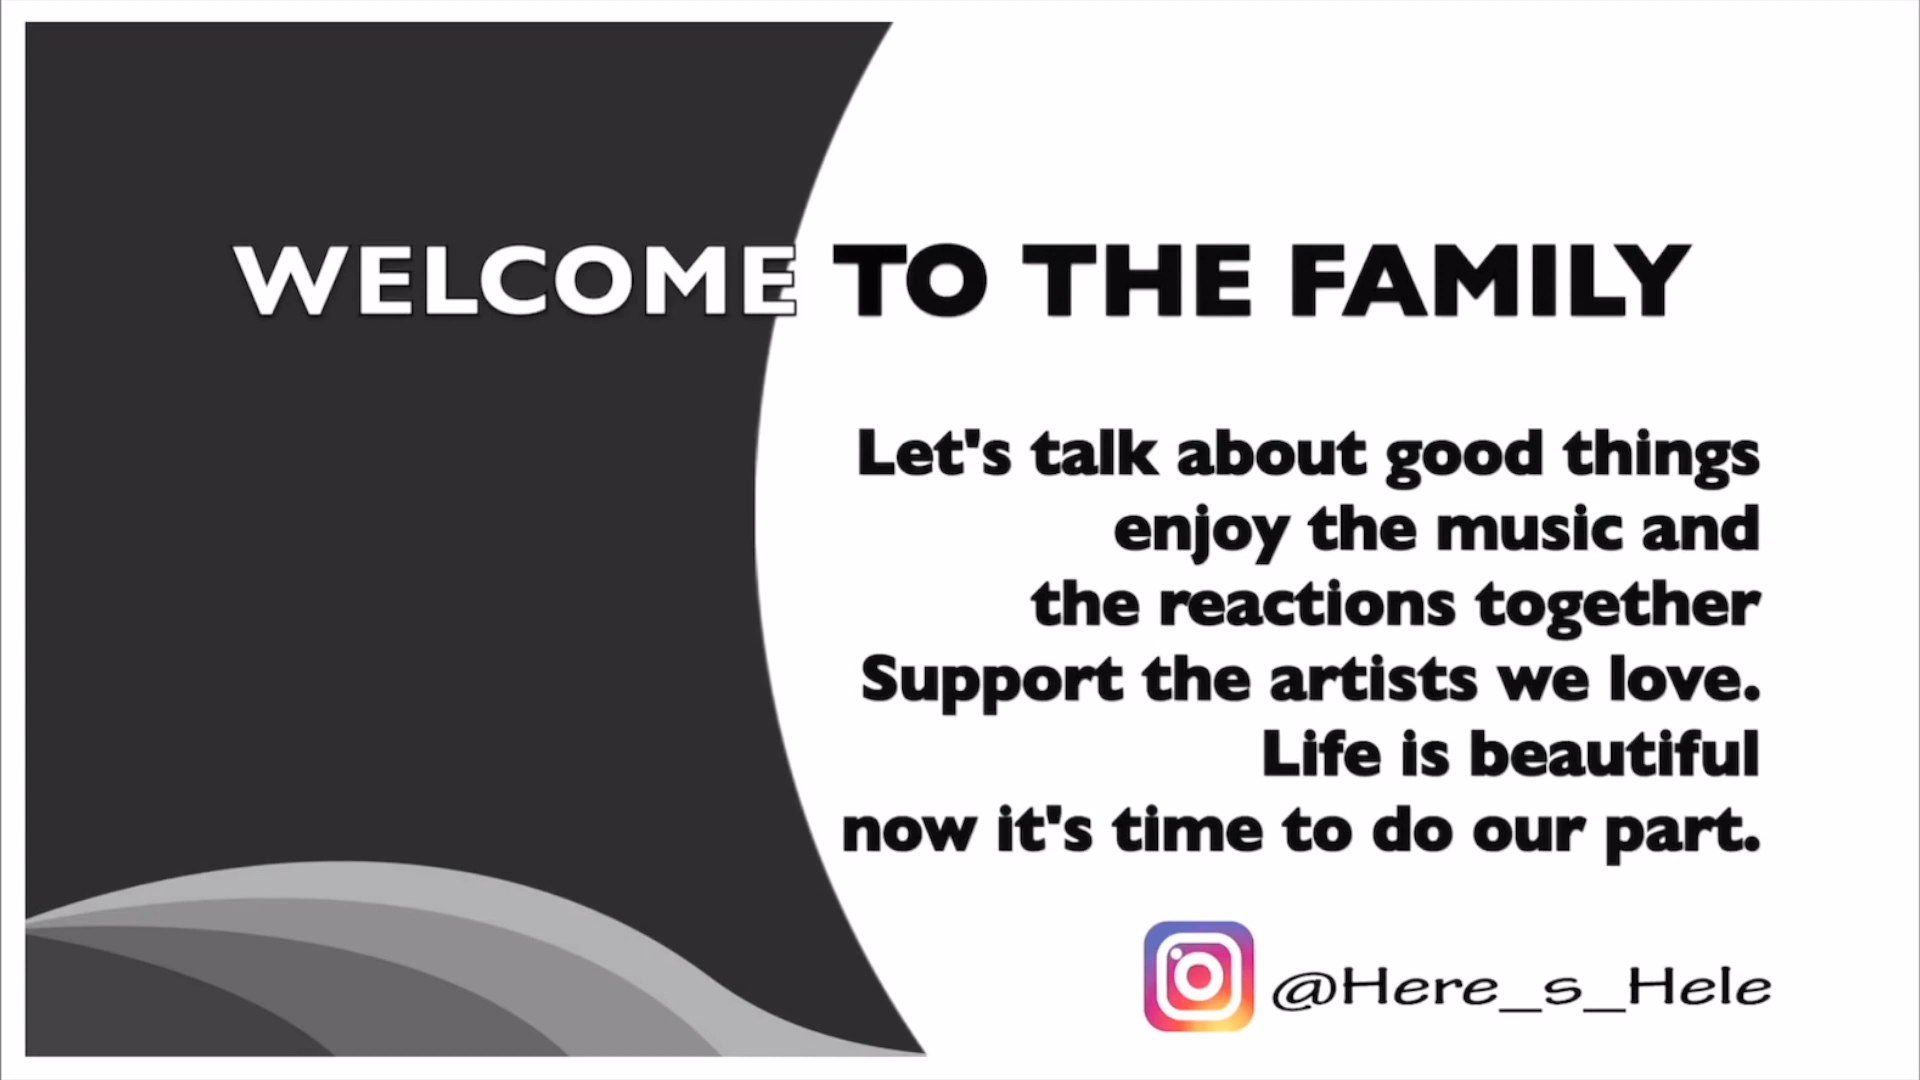 WELCOME TO THE FAMILY
Let's talk about good things
enjoy the music and
the reactions together
Support the artists we love.
Life is beautiful
now it's time to do our part.
@Here_s_Hele